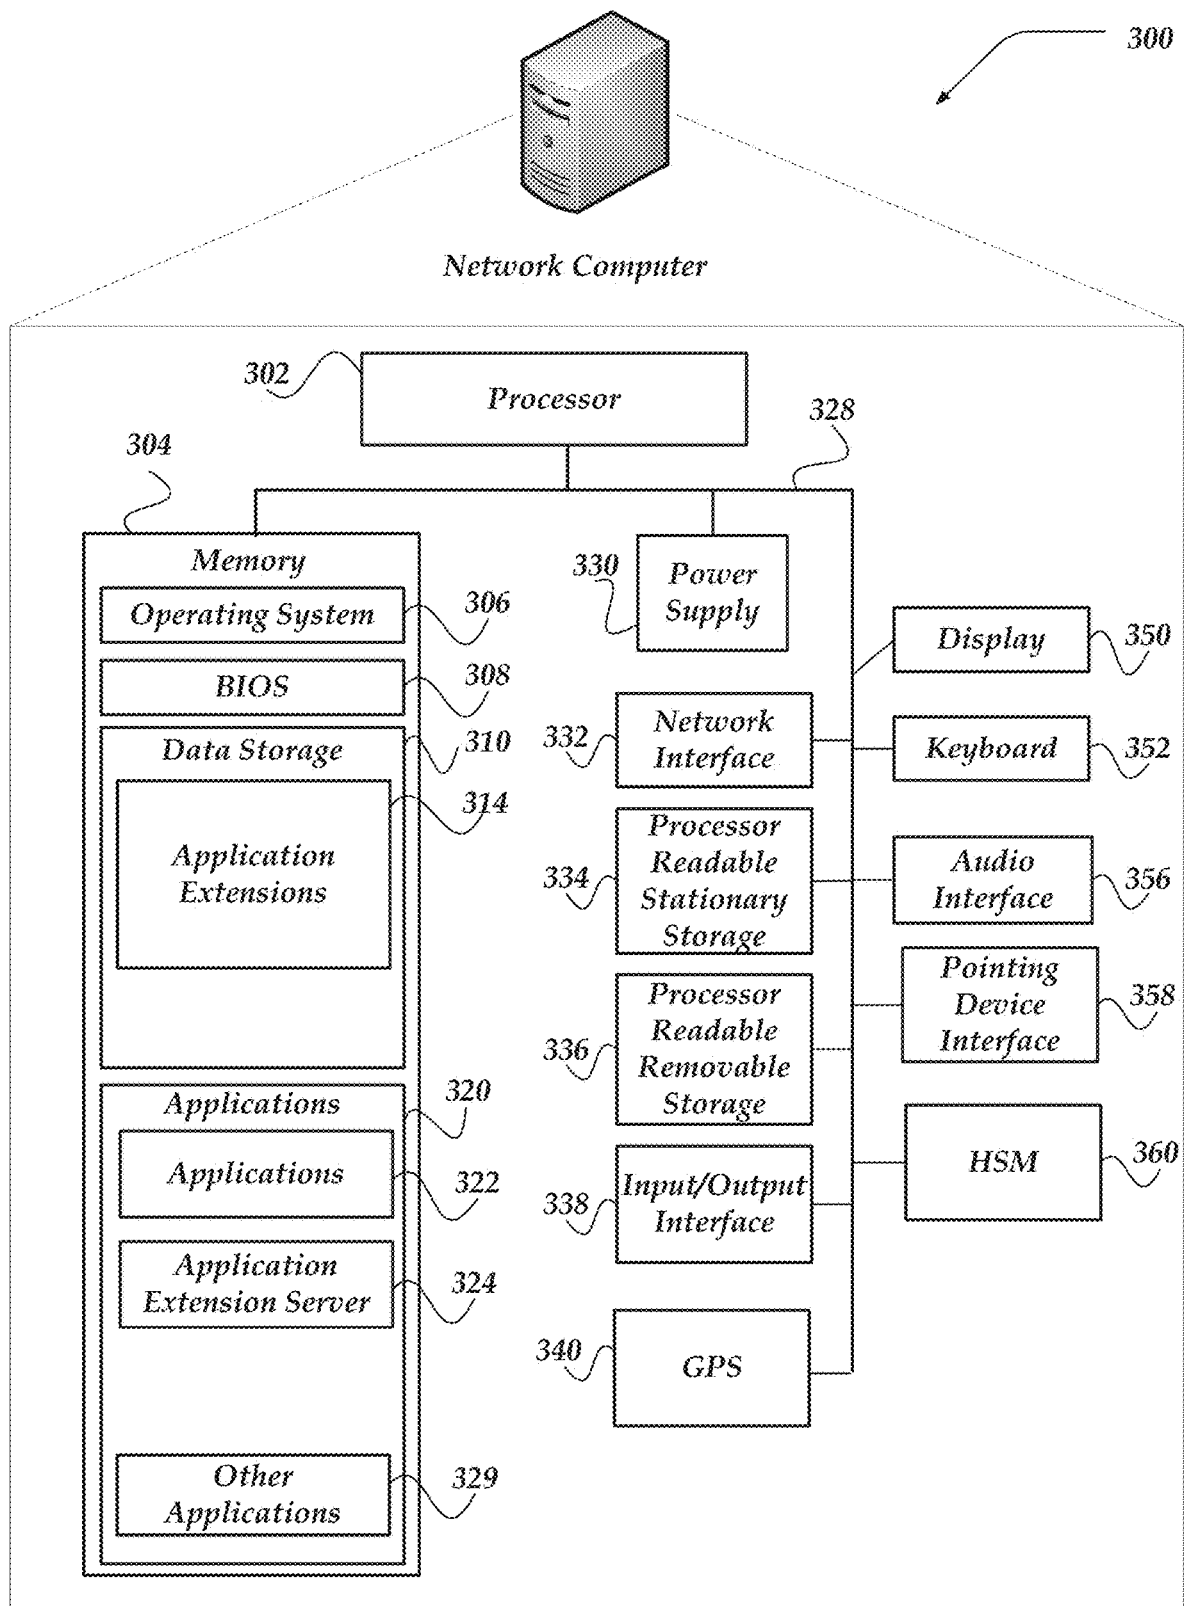 300
Network Computer
302
Processor
328
304
Memory
Operating System
306
BIOS
308
Data Storage
310
314
Application
Extensions
Applications
320
Applications
322
Application
Extension Server
324
Other
Applications
329
330
Power
Supply
332
Network
Interface
334
Processor
Readable
Stationary
Storage
336
Processor
Readable
Removable
Storage
338
Input/Output
Interface
340
GPS
Display
350
Keyboard
352
Audio
Interface
356
Pointing
Device
Interface
358
HSM
360